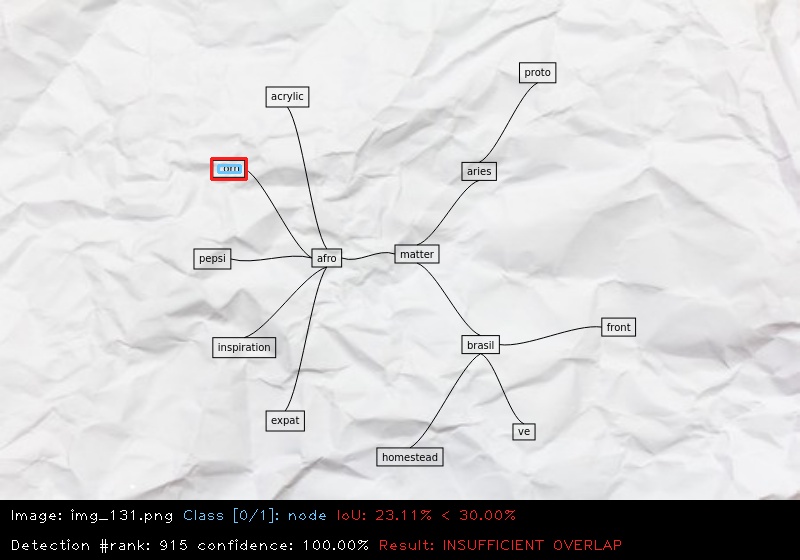 proto
acrylic
aries
pepsi
afro
matter
front
brasil
inspiration
expat
ve
homestead
Image: img_131.png Class [0/1]: node IoU: 23.11% < 30.00%
Detection #rank: 915 confidence: 100.00% Result: INSUFFICIENT OVERLAP